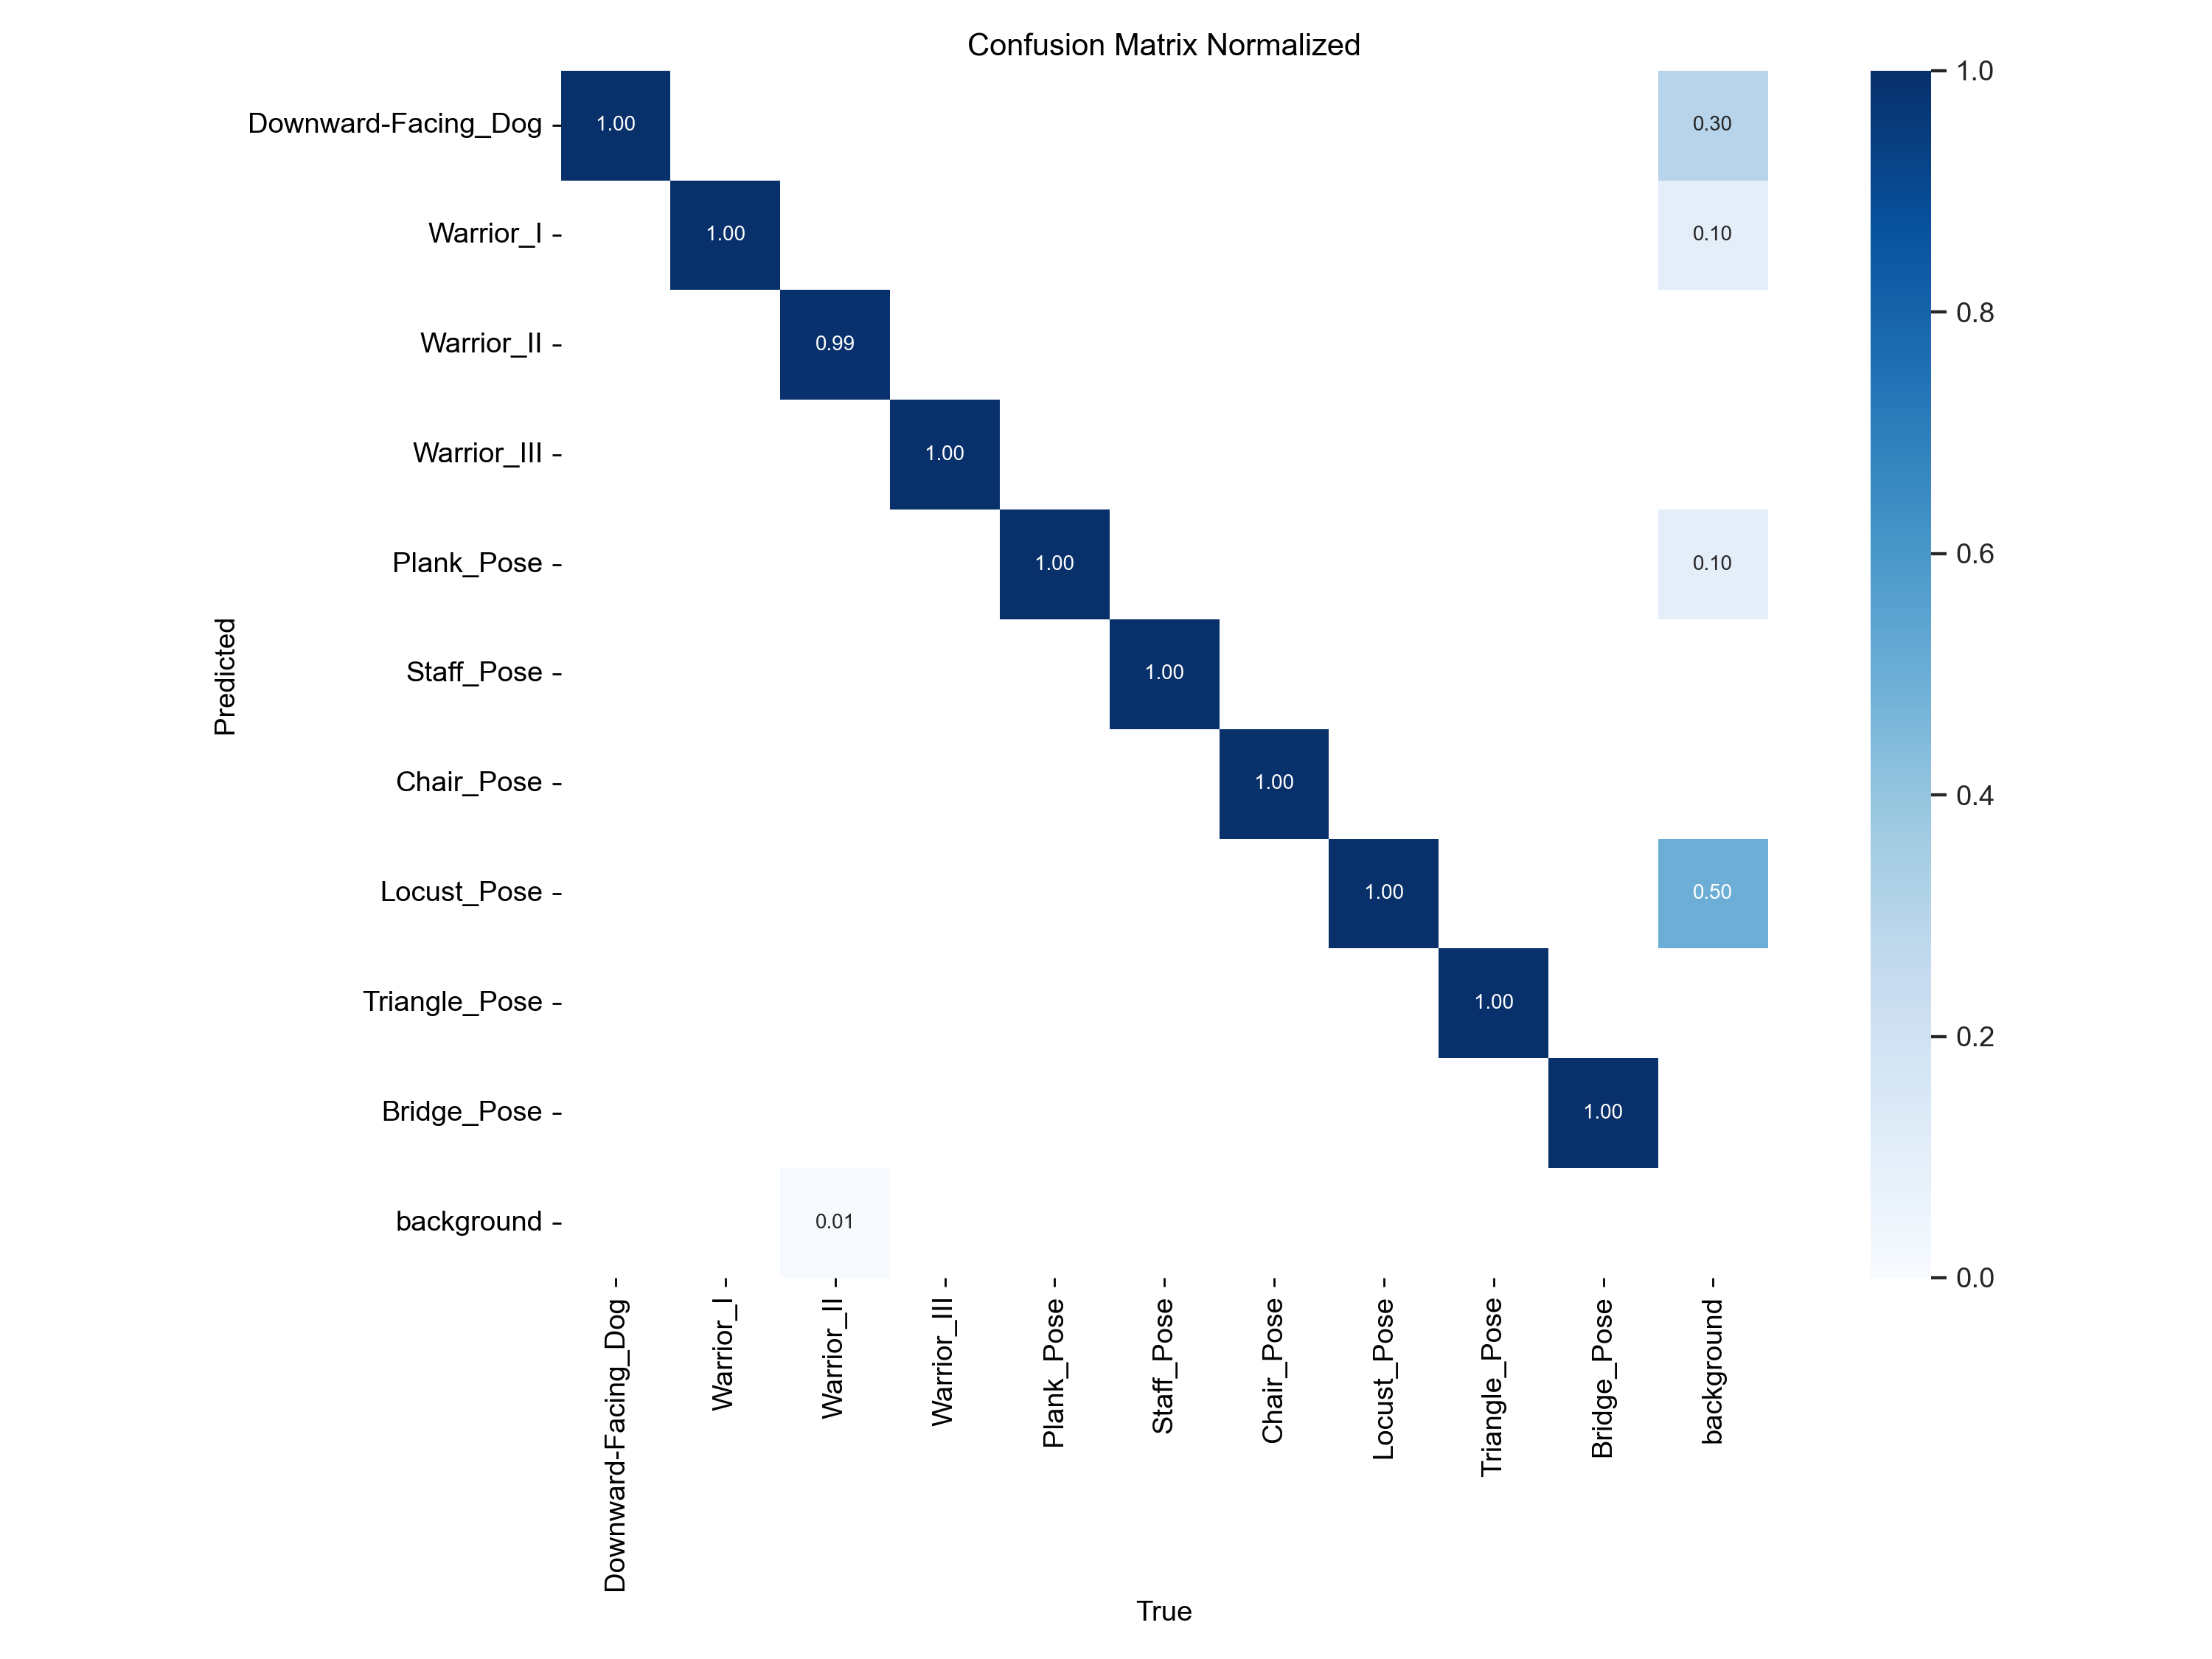 Confusion Matrix Normalized
Downward-Facing_Dog 1.00 0.30
Warrior_I 1.00 0.10
Warrior_II 0.99
Warrior_III 1.00
Plank_Pose 1.00 0.10
Staff_Pose 1.00
Chair_Pose 1.00
Locust_Pose 1.00 0.50
Triangle_Pose 1.00
Bridge_Pose 1.00
background 0.01
Predicted
Downward-Facing_Dog
Warrior_I
Warrior_II
Warrior_III
Plank_Pose
Staff_Pose
Chair_Pose
Locust_Pose
Triangle_Pose
Bridge_Pose
background
True
1.0
0.8
0.6
0.4
0.2
0.0